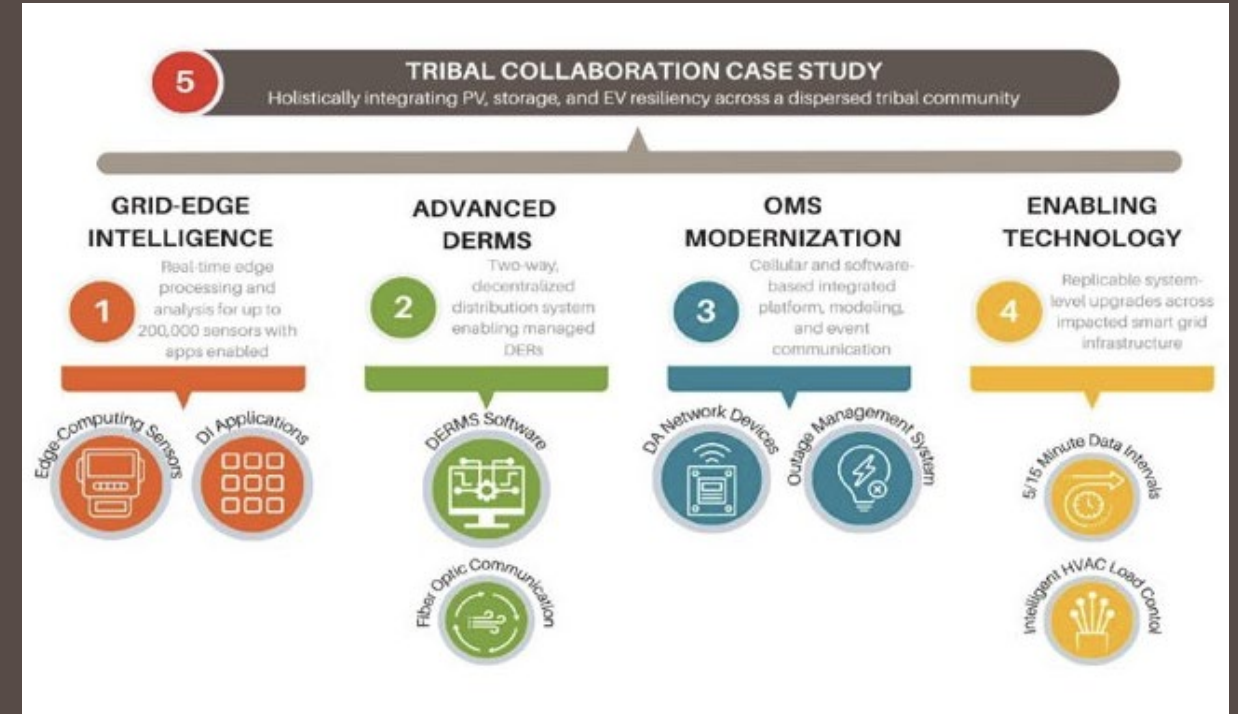 5
TRIBAL COLLABORATION CASE STUDY
Holistically integrating PV, storage, and EV resiliency across a dispersed tribal community
GRID-EDGE
INTELLIGENCE
1
Real-time edge
processing and
analysis for up to
200,000 sensors with
apps enabled
Edge-Computing Sensors
DI Applications
ADVANCED
DERMS
2
Two-way,
decentralized
distribution system
enabling managed
DERs
DERMS Software
Fiber Optic Communication
OMS
MODERNIZATION
3
Cellular and software-
based integrated
platform, modeling,
and event
communication
DA Network Devices
Outage Management System
ENABLING
TECHNOLOGY
4
Replicable system-
level upgrades across
impacted smart grid
infrastructure
5/15 Minute Data Intervals
Intelligent HVAC Load Contol